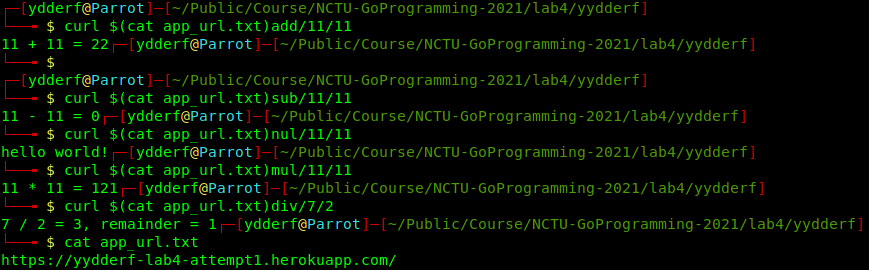 ┌─[ydderf@Parrot]─[~/Public/Course/NCTU-GoProgramming-2021/lab4/yydderf]
└──╼ $ curl $(cat app_url.txt)add/11/11
11 + 11 = 22┌─[ydderf@Parrot]─[~/Public/Course/NCTU-GoProgramming-2021/lab4/yydderf]
└──╼ $
┌─[ydderf@Parrot]─[~/Public/Course/NCTU-GoProgramming-2021/lab4/yydderf]
└──╼ $ curl $(cat app_url.txt)sub/11/11
11 - 11 = 0┌─[ydderf@Parrot]─[~/Public/Course/NCTU-GoProgramming-2021/lab4/yydderf]
└──╼ $ curl $(cat app_url.txt)nul/11/11
hello world!┌─[ydderf@Parrot]─[~/Public/Course/NCTU-GoProgramming-2021/lab4/yydderf]
└──╼ $ curl $(cat app_url.txt)mul/11/11
11 * 11 = 121┌─[ydderf@Parrot]─[~/Public/Course/NCTU-GoProgramming-2021/lab4/yydderf]
└──╼ $ curl $(cat app_url.txt)div/7/2
7 / 2 = 3, remainder = 1┌─[ydderf@Parrot]─[~/Public/Course/NCTU-GoProgramming-2021/lab4/yydderf]
└──╼ $ cat app_url.txt
https://yydderf-lab4-attempt1.herokuapp.com/